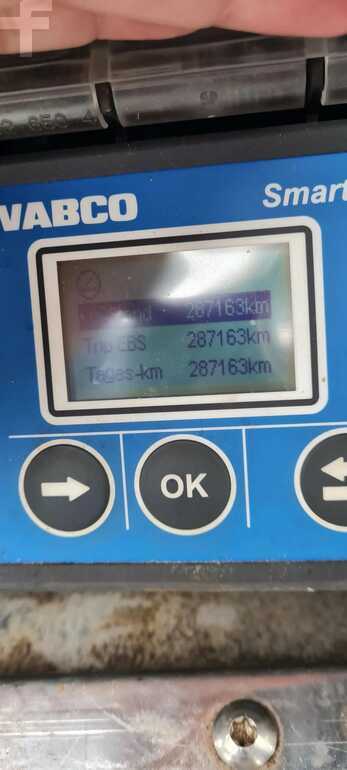 WABCO Smart
287163km
Trip EBS 287163km
Tages-km 287163km
OK